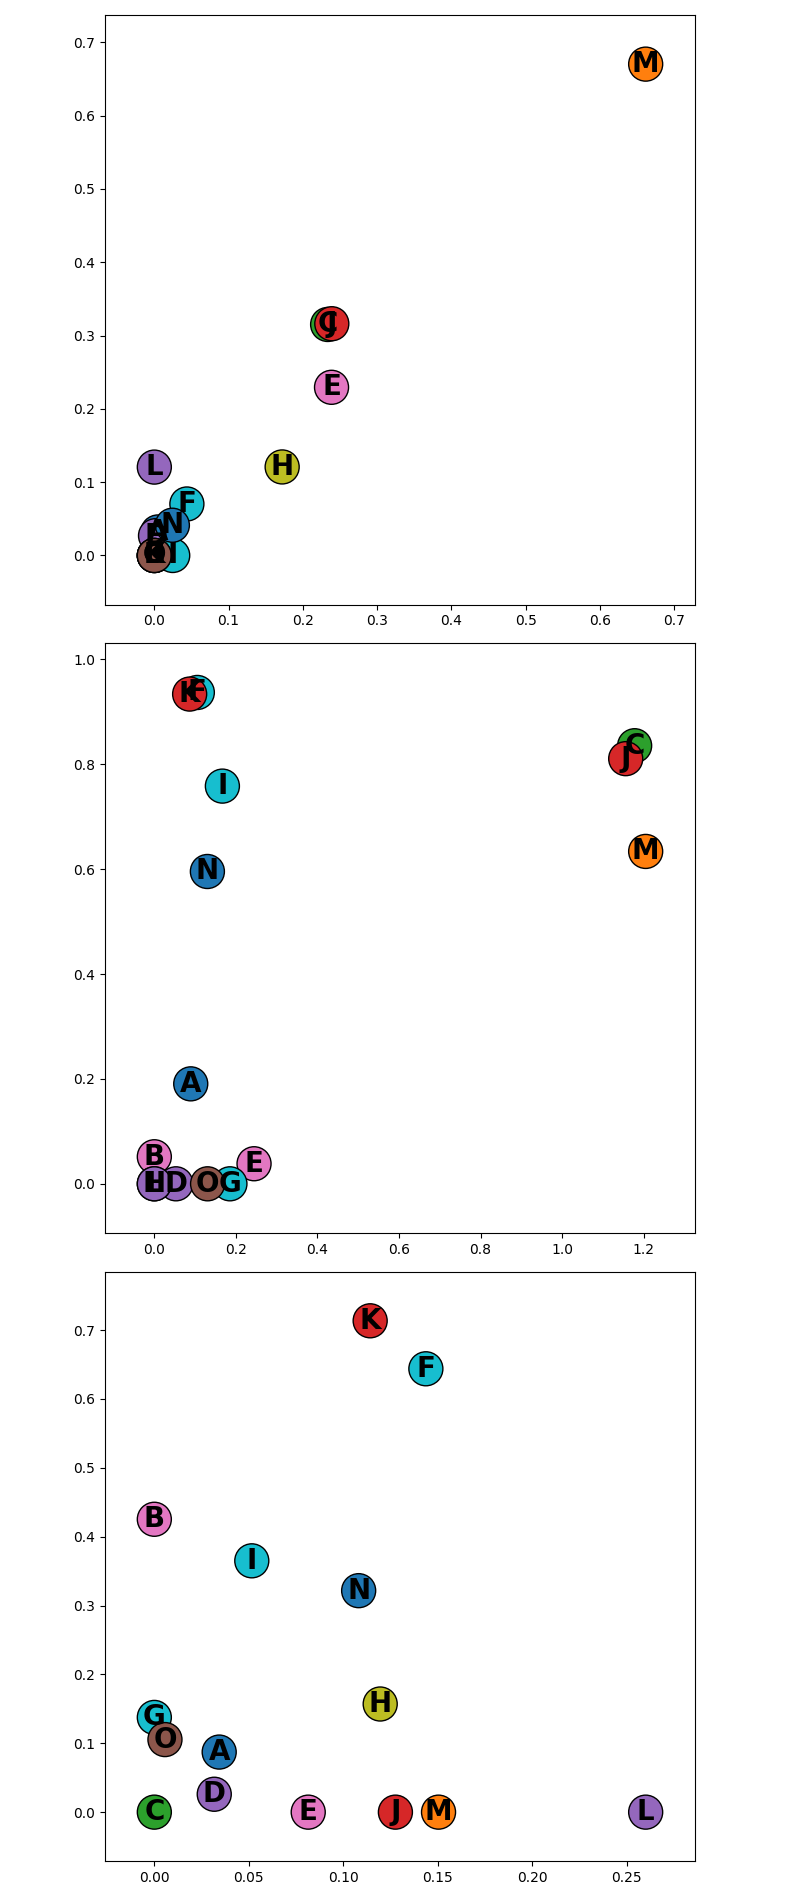 0.7
M
0.6
0.5
0.4
0.3
C J
E
0.2
L H
0.1
F
N
A
0.0
I
0.0 0.1 0.2 0.3 0.4 0.5 0.6 0.7
1.0
K F
C
0.8
J
I
M
0.6
N
0.4
0.2
A
B
E
0.0
L D O G
0.0 0.2 0.4 0.6 0.8 1.0 1.2
K
0.7
F
0.6
0.5
B
0.4
I
N
0.3
0.2
H
G
O
0.1
A
D
0.0
C E J M L
0.00 0.05 0.10 0.15 0.20 0.25